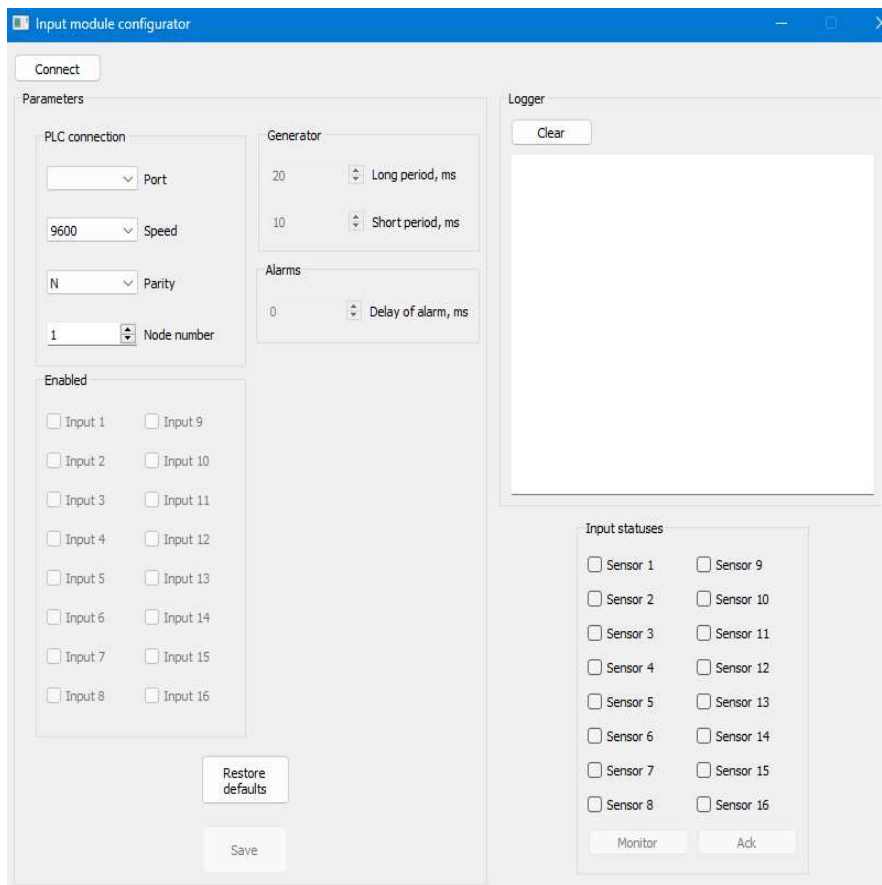 Input module configurator
Connect
Parameters
PLC connection
Port
9600 Speed
N Parity
1 Node number
Generator
20 Long period, ms
10 Short period, ms
Alarms
0 Delay of alarm, ms
Enabled
Input 1 Input 9
Input 2 Input 10
Input 3 Input 11
Input 4 Input 12
Input 5 Input 13
Input 6 Input 14
Input 7 Input 15
Input 8 Input 16
Restore
defaults
Save
Logger
Clear
Input statuses
Sensor 1 Sensor 9
Sensor 2 Sensor 10
Sensor 3 Sensor 11
Sensor 4 Sensor 12
Sensor 5 Sensor 13
Sensor 6 Sensor 14
Sensor 7 Sensor 15
Sensor 8 Sensor 16
Monitor Ack